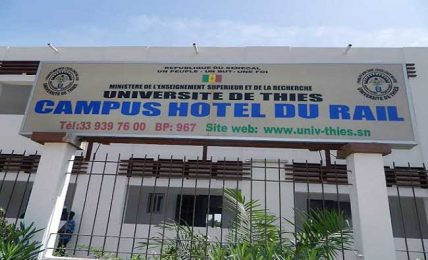 REPUBLIQUE DU SENEGAL
UN PEUPLE - UN BUT - UNE FOI
MINISTERE DE L'ENSEIGNEMENT SUPERIEUR ET DE LA RECHERCHE
UNIVERSITE DE THIES
CAMPUS HOTEL DU RAIL
Tél:33 939 76 00 BP: 967 Site web: www.univ-thies.sn